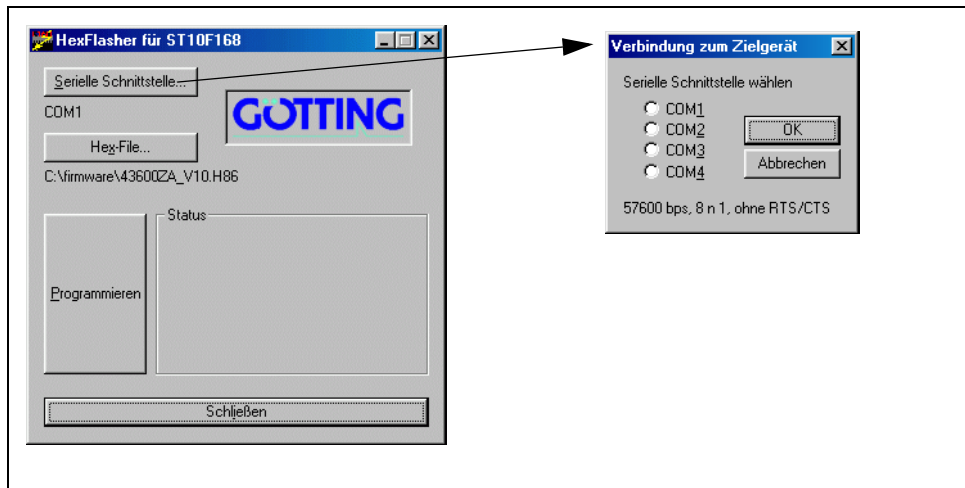 HexFlasher für ST10F168
Serielle Schnittstelle...
COM1
GÖTTING
Hex-File...
C:\firmware\43600ZA_V10.H86
Status
Programmieren
Schließen
Verbindung zum Zielgerät
Serielle Schnittstelle wählen
COM1
COM2
COM3
COM4
OK
Abbrechen
57600 bps, 8 n 1, ohne RTS/CTS